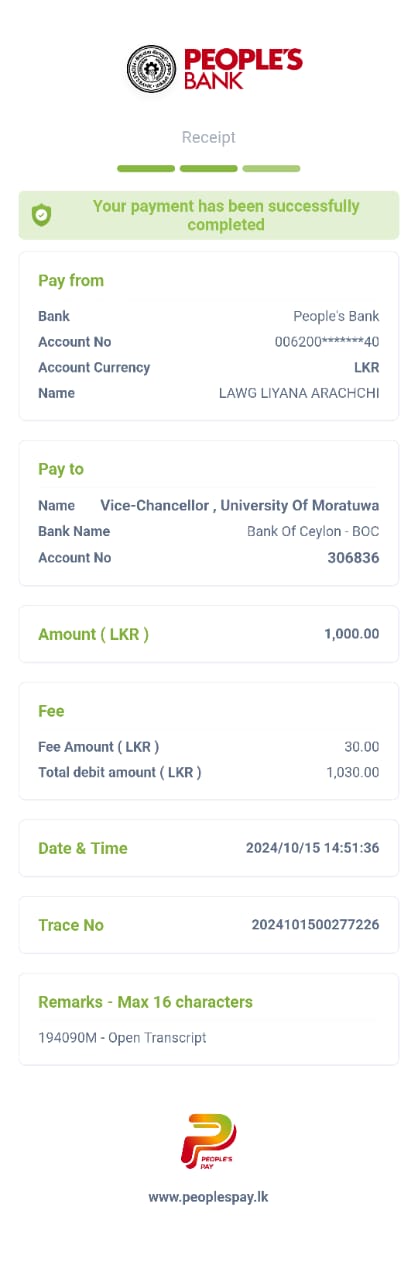 PEOPLE'S
BANK
Receipt
Your payment has been successfully
completed
Pay from
Bank People's Bank
Account No 006200*******40
Account Currency LKR
Name LAWG LIYANA ARACHCHI
Pay to
Name Vice-Chancellor , University Of Moratuwa
Bank Name Bank Of Ceylon - BOC
Account No 306836
Amount ( LKR ) 1,000.00
Fee
Fee Amount ( LKR ) 30.00
Total debit amount ( LKR ) 1,030.00
Date & Time 2024/10/15 14:51:36
Trace No 2024101500277226
Remarks - Max 16 characters
194090M - Open Transcript
PEOPLE'S
PAY
www.peoplespay.lk